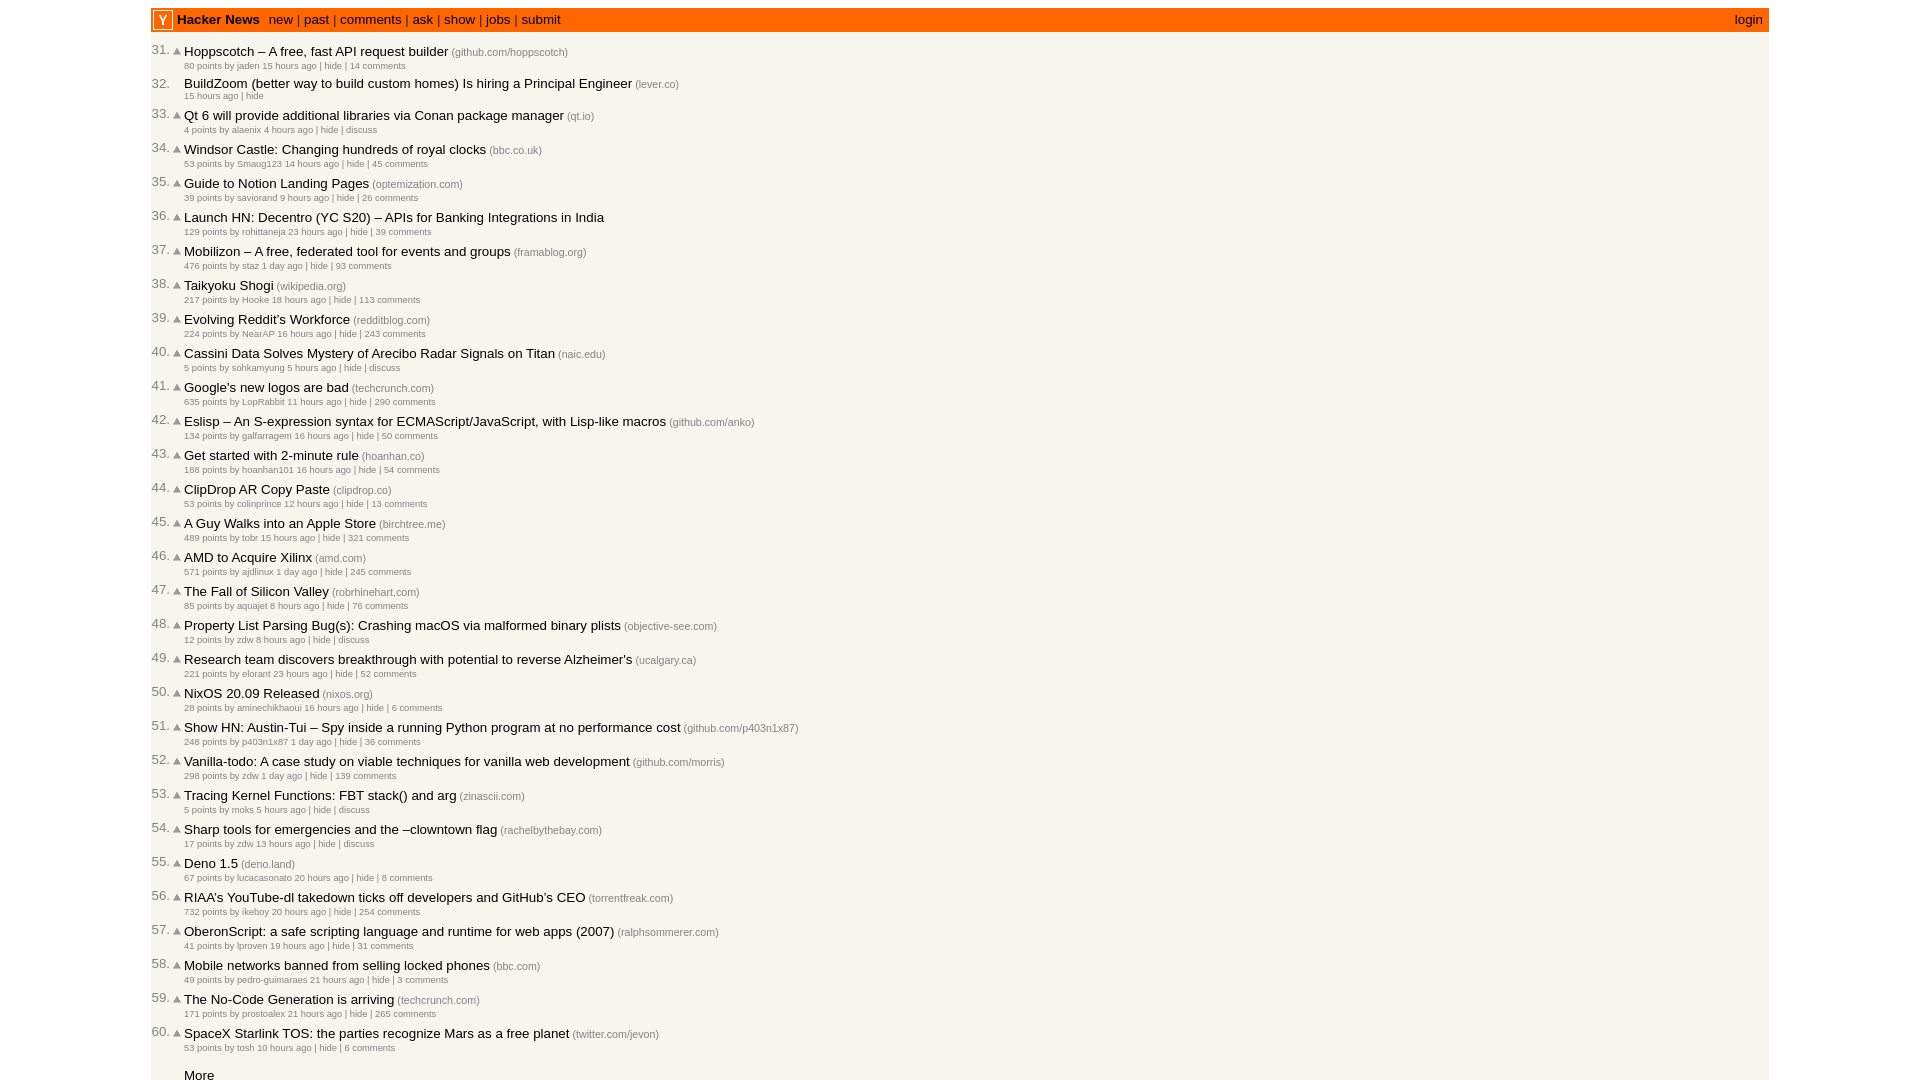 Y Hacker News new | past | comments | ask | show | jobs | submit login
31. Hoppscotch – A free, fast API request builder (github.com/hoppscotch)
80 points by jaden 15 hours ago | hide | 14 comments
32. BuildZoom (better way to build custom homes) Is hiring a Principal Engineer (lever.co)
15 hours ago | hide
33. Qt 6 will provide additional libraries via Conan package manager (qt.io)
4 points by alaenix 4 hours ago | hide | discuss
34. Windsor Castle: Changing hundreds of royal clocks (bbc.co.uk)
53 points by Smaug123 14 hours ago | hide | 45 comments
35. Guide to Notion Landing Pages (optemization.com)
39 points by saviorand 9 hours ago | hide | 26 comments
36. Launch HN: Decentro (YC S20) – APIs for Banking Integrations in India
129 points by rohittaneja 23 hours ago | hide | 39 comments
37. Mobilizon – A free, federated tool for events and groups (framablog.org)
476 points by staz 1 day ago | hide | 93 comments
38. Taikyoku Shogi (wikipedia.org)
217 points by Hooke 18 hours ago | hide | 113 comments
39. Evolving Reddit’s Workforce (redditblog.com)
224 points by NearAP 16 hours ago | hide | 243 comments
40. Cassini Data Solves Mystery of Arecibo Radar Signals on Titan (naic.edu)
5 points by sohkamyung 5 hours ago | hide | discuss
41. Google's new logos are bad (techcrunch.com)
635 points by LopRabbit 11 hours ago | hide | 290 comments
42. Eslisp – An S-expression syntax for ECMAScript/JavaScript, with Lisp-like macros (github.com/anko)
134 points by galfarragem 16 hours ago | hide | 50 comments
43. Get started with 2-minute rule (hoanhan.co)
188 points by hoanhan101 16 hours ago | hide | 54 comments
44. ClipDrop AR Copy Paste (clipdrop.co)
53 points by colinprince 12 hours ago | hide | 13 comments
45. A Guy Walks into an Apple Store (birchtree.me)
489 points by tobr 15 hours ago | hide | 321 comments
46. AMD to Acquire Xilinx (amd.com)
571 points by ajdlinux 1 day ago | hide | 245 comments
47. The Fall of Silicon Valley (robrhinehart.com)
85 points by aquajet 8 hours ago | hide | 76 comments
48. Property List Parsing Bug(s): Crashing macOS via malformed binary plists (objective-see.com)
12 points by zdw 8 hours ago | hide | discuss
49. Research team discovers breakthrough with potential to reverse Alzheimer's (ucalgary.ca)
221 points by elorant 23 hours ago | hide | 52 comments
50. NixOS 20.09 Released (nixos.org)
28 points by aminechikhaoui 16 hours ago | hide | 6 comments
51. Show HN: Austin-Tui – Spy inside a running Python program at no performance cost (github.com/p403n1x87)
248 points by p403n1x87 1 day ago | hide | 36 comments
52. Vanilla-todo: A case study on viable techniques for vanilla web development (github.com/morris)
298 points by zdw 1 day ago | hide | 139 comments
53. Tracing Kernel Functions: FBT stack() and arg (zinascii.com)
5 points by moks 5 hours ago | hide | discuss
54. Sharp tools for emergencies and the –clowntown flag (rachelbythebay.com)
17 points by zdw 13 hours ago | hide | discuss
55. Deno 1.5 (deno.land)
67 points by lucacasonato 20 hours ago | hide | 8 comments
56. RIAA’s YouTube-dl takedown ticks off developers and GitHub’s CEO (torrentfreak.com)
732 points by ikeboy 20 hours ago | hide | 254 comments
57. OberonScript: a safe scripting language and runtime for web apps (2007) (ralphsommerer.com)
41 points by lproven 19 hours ago | hide | 31 comments
58. Mobile networks banned from selling locked phones (bbc.com)
49 points by pedro-guimaraes 21 hours ago | hide | 3 comments
59. The No-Code Generation is arriving (techcrunch.com)
171 points by prostoalex 21 hours ago | hide | 265 comments
60. SpaceX Starlink TOS: the parties recognize Mars as a free planet (twitter.com/jevon)
53 points by tosh 10 hours ago | hide | 6 comments
More